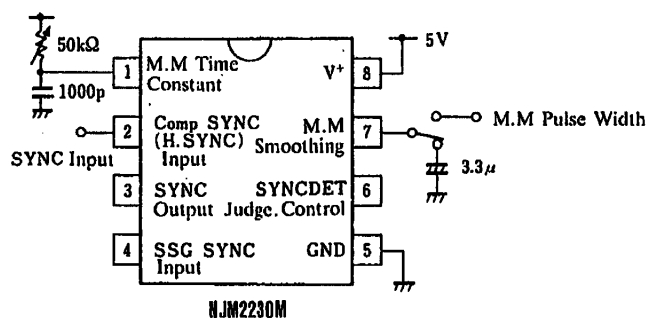 5V
50kΩ
1 M.M Time
Constant
V+ 8
1000p
2 Comp SYNC
(H.SYNC)
Input
M.M 7
Smoothing
M.M Pulse Width
SYNC Input
3.3μ
3 SYNC
Output
SYNCDET 6
Judge. Control
4 SSG SYNC
Input
GND 5
NJM2230M